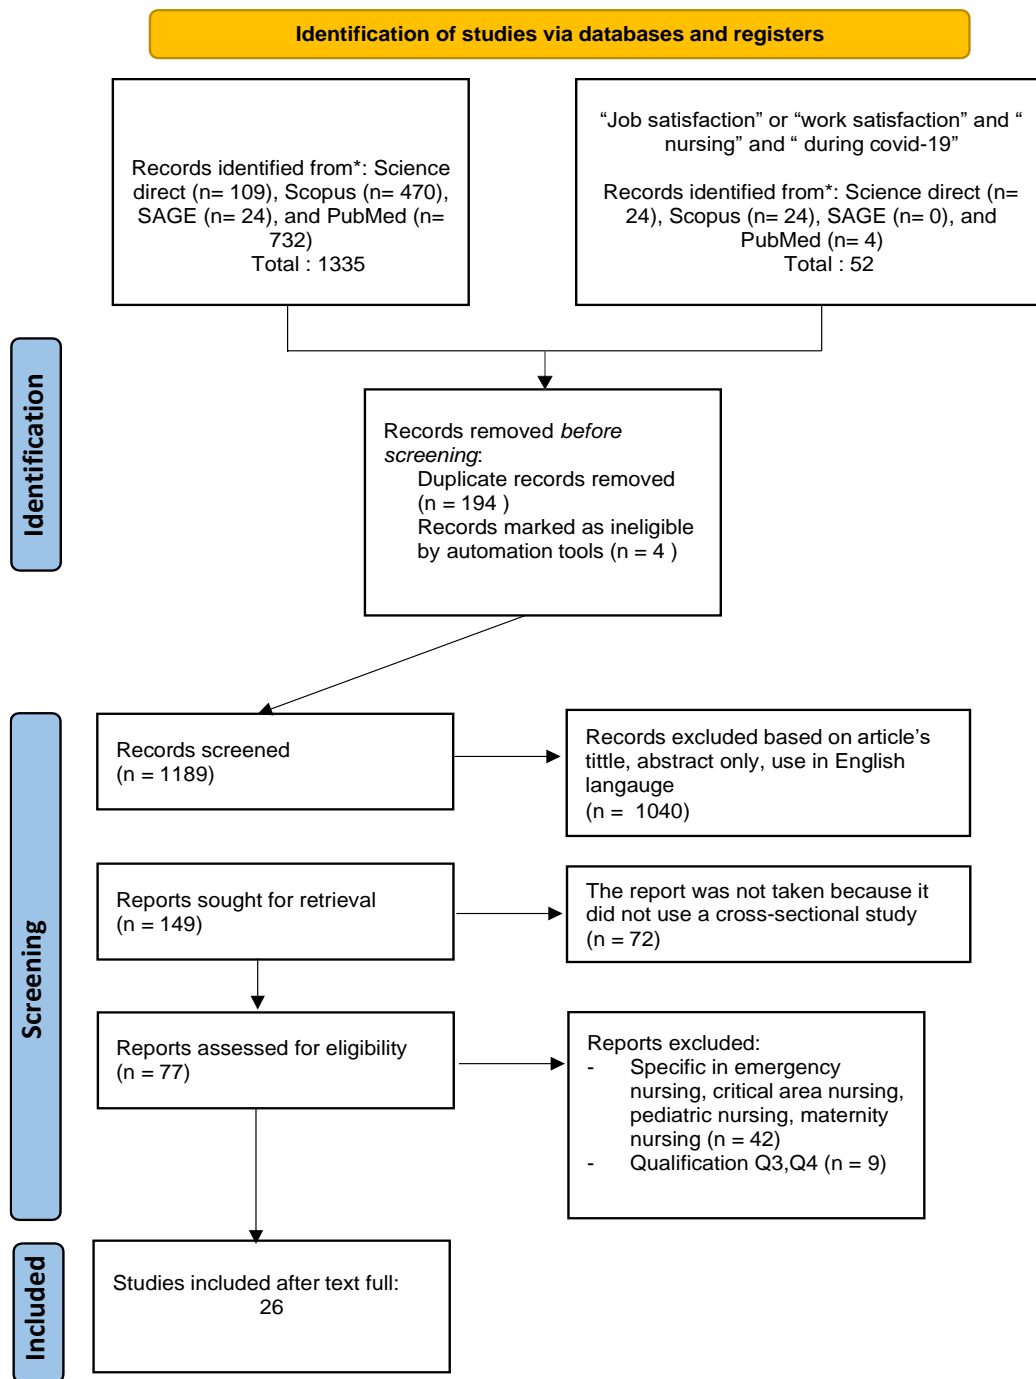 Identification of studies via databases and registers
Records identified from*: Science
direct (n= 109), Scopus (n= 470),
SAGE (n= 24), and PubMed (n=
732)
Total : 1335
“Job satisfaction” or “work satisfaction” and “
nursing” and “ during covid-19”
Records identified from*: Science direct (n=
24), Scopus (n= 24), SAGE (n= 0), and
PubMed (n= 4)
Total : 52
Identification
Records removed before
screening:
Duplicate records removed
(n = 194 )
Records marked as ineligible
by automation tools (n = 4 )
Screening
Records screened
(n = 1189)
Records excluded based on article’s
tittle, abstract only, use in English
langauge
(n =  1040)
Reports sought for retrieval
(n = 149)
The report was not taken because it
did not use a cross-sectional study
(n = 72)
Reports assessed for eligibility
(n = 77)
Reports excluded:
- Specific in emergency
nursing, critical area nursing,
pediatric nursing, maternity
nursing (n = 42)
- Qualification Q3,Q4 (n = 9)
Included
Studies included after text full:
26